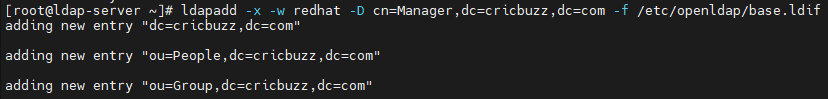 [root@ldap-server ~]# ldapadd -x -w redhat -D cn=Manager,dc=cricbuzz,dc=com -f /etc/openldap/base.ldif
adding new entry "dc=cricbuzz,dc=com"
adding new entry "ou=People,dc=cricbuzz,dc=com"
adding new entry "ou=Group,dc=cricbuzz,dc=com"